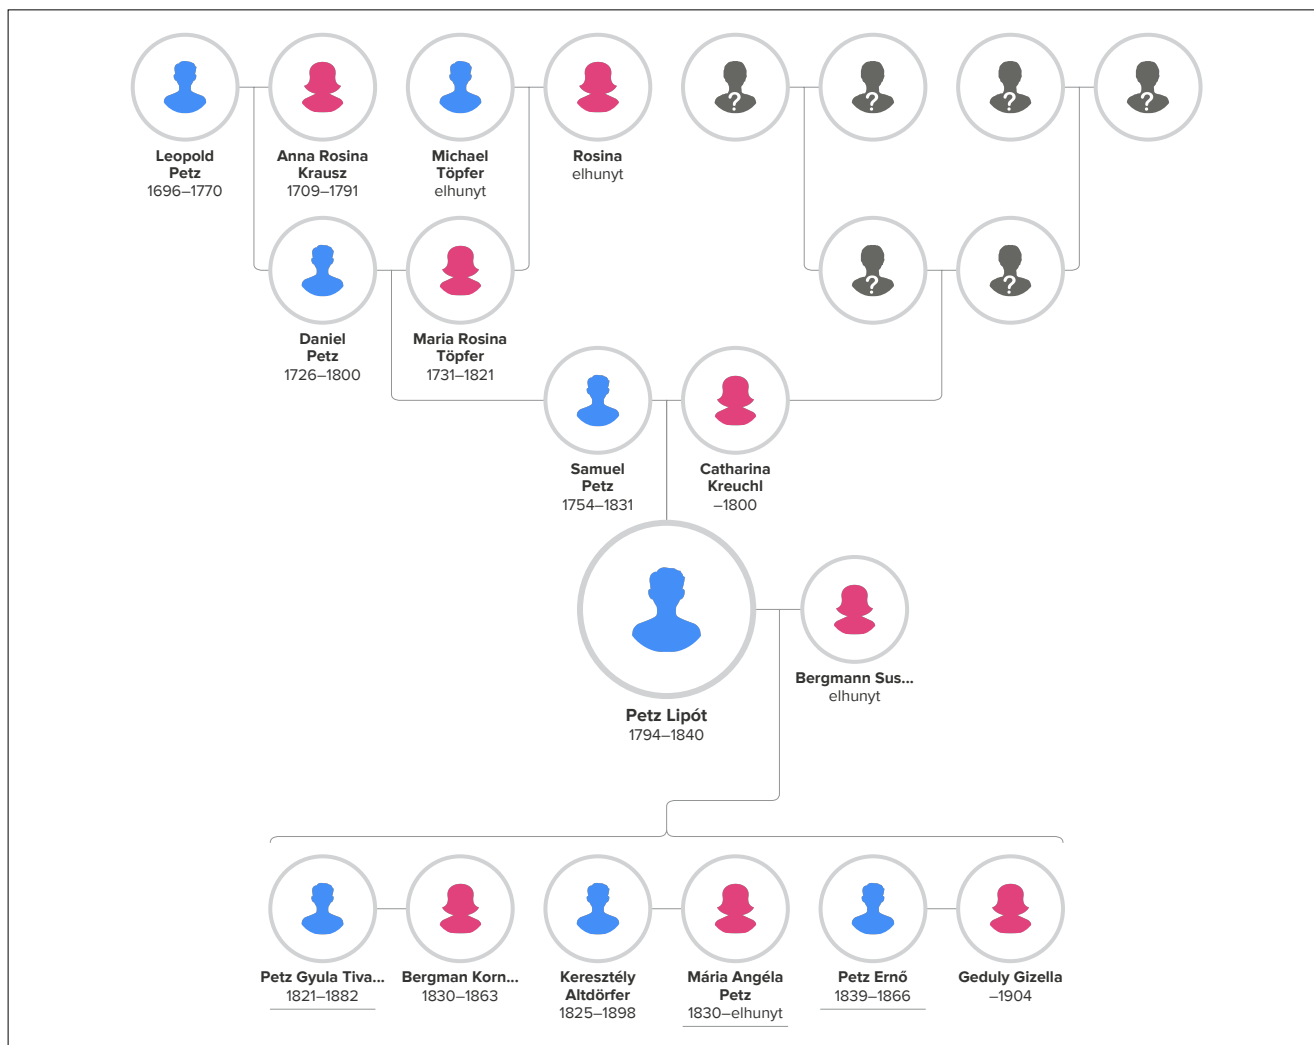 ?
?
?
?
Leopold
Petz
1696–1770
Anna Rosina
Krausz
1709–1791
Michael
Töpfer
elhunyt
Rosina
elhunyt
?
?
Daniel
Petz
1726–1800
Maria Rosina
Töpfer
1731–1821
Samuel
Petz
1754–1831
Catharina
Kreuchl
–1800
Petz Lipót
1794–1840
Bergmann Sus...
elhunyt
Petz Gyula Tiva...
1821–1882
Bergman Korn...
1830–1863
Keresztély
Altdörfer
1825–1898
Mária Angéla
Petz
1830–elhunyt
Petz Ernő
1839–1866
Geduly Gizella
–1904